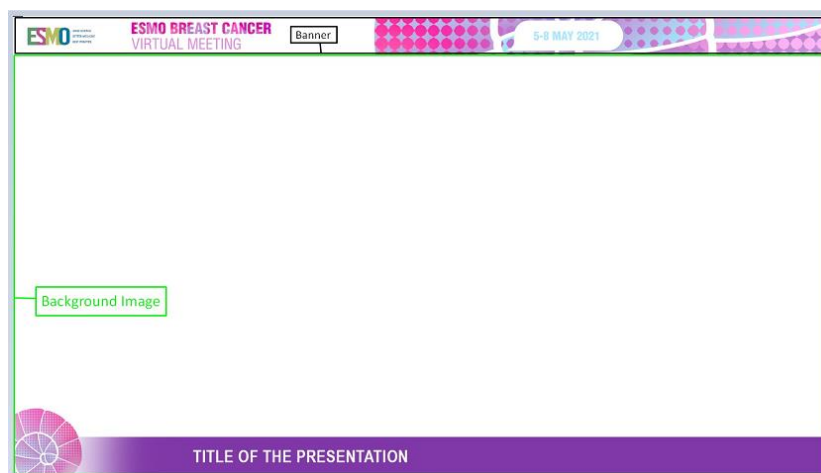 ESMO
ESMO BREAST CANCER
VIRTUAL MEETING
Banner
5-8 MAY 2021
Background Image
TITLE OF THE PRESENTATION